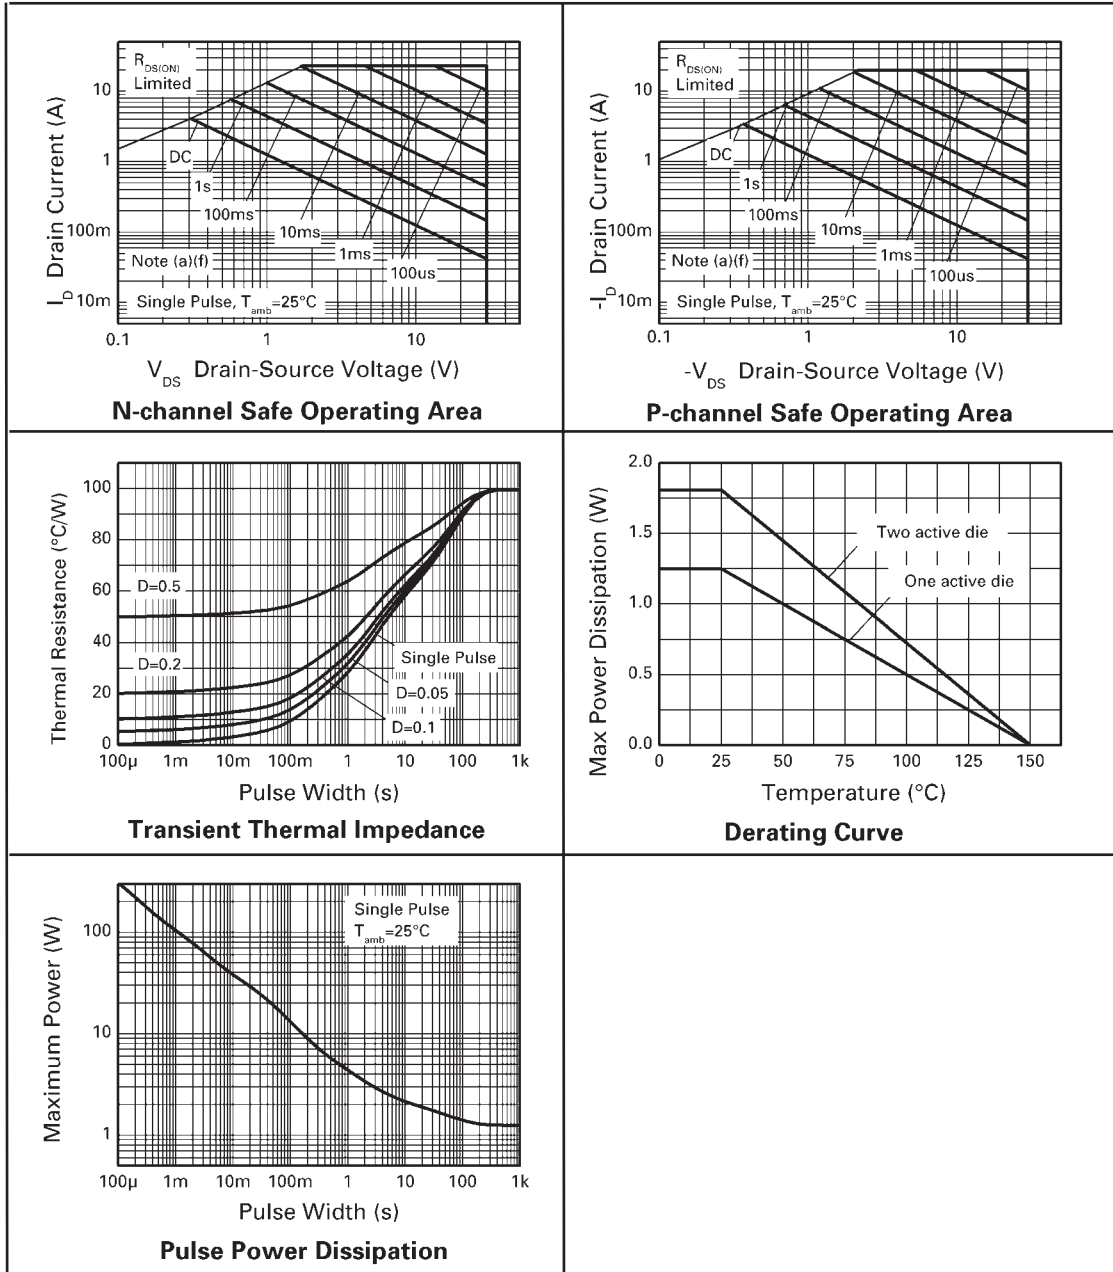 R_DS(ON)
Limited
10
1
100m
10m
I_D Drain Current (A)
DC
1s
100ms
10ms
1ms
100us
Note (a)(f)
Single Pulse, T_amb=25°C
0.1
1
10
V_DS Drain-Source Voltage (V)
N-channel Safe Operating Area
R_DS(ON)
Limited
10
1
100m
10m
-I_D Drain Current (A)
DC
1s
100ms
10ms
1ms
100us
Note (a)(f)
Single Pulse, T_amb=25°C
0.1
1
10
-V_DS Drain-Source Voltage (V)
P-channel Safe Operating Area
100
80
60
40
20
0
Thermal Resistance (°C/W)
D=0.5
D=0.2
Single Pulse
D=0.05
D=0.1
100µ 1m 10m 100m 1 10 100 1k
Pulse Width (s)
Transient Thermal Impedance
2.0
1.5
1.0
0.5
0.0
Max Power Dissipation (W)
Two active die
One active die
0 25 50 75 100 125 150
Temperature (°C)
Derating Curve
100
10
1
Maximum Power (W)
Single Pulse
T_amb=25°C
100µ 1m 10m 100m 1 10 100 1k
Pulse Width (s)
Pulse Power Dissipation